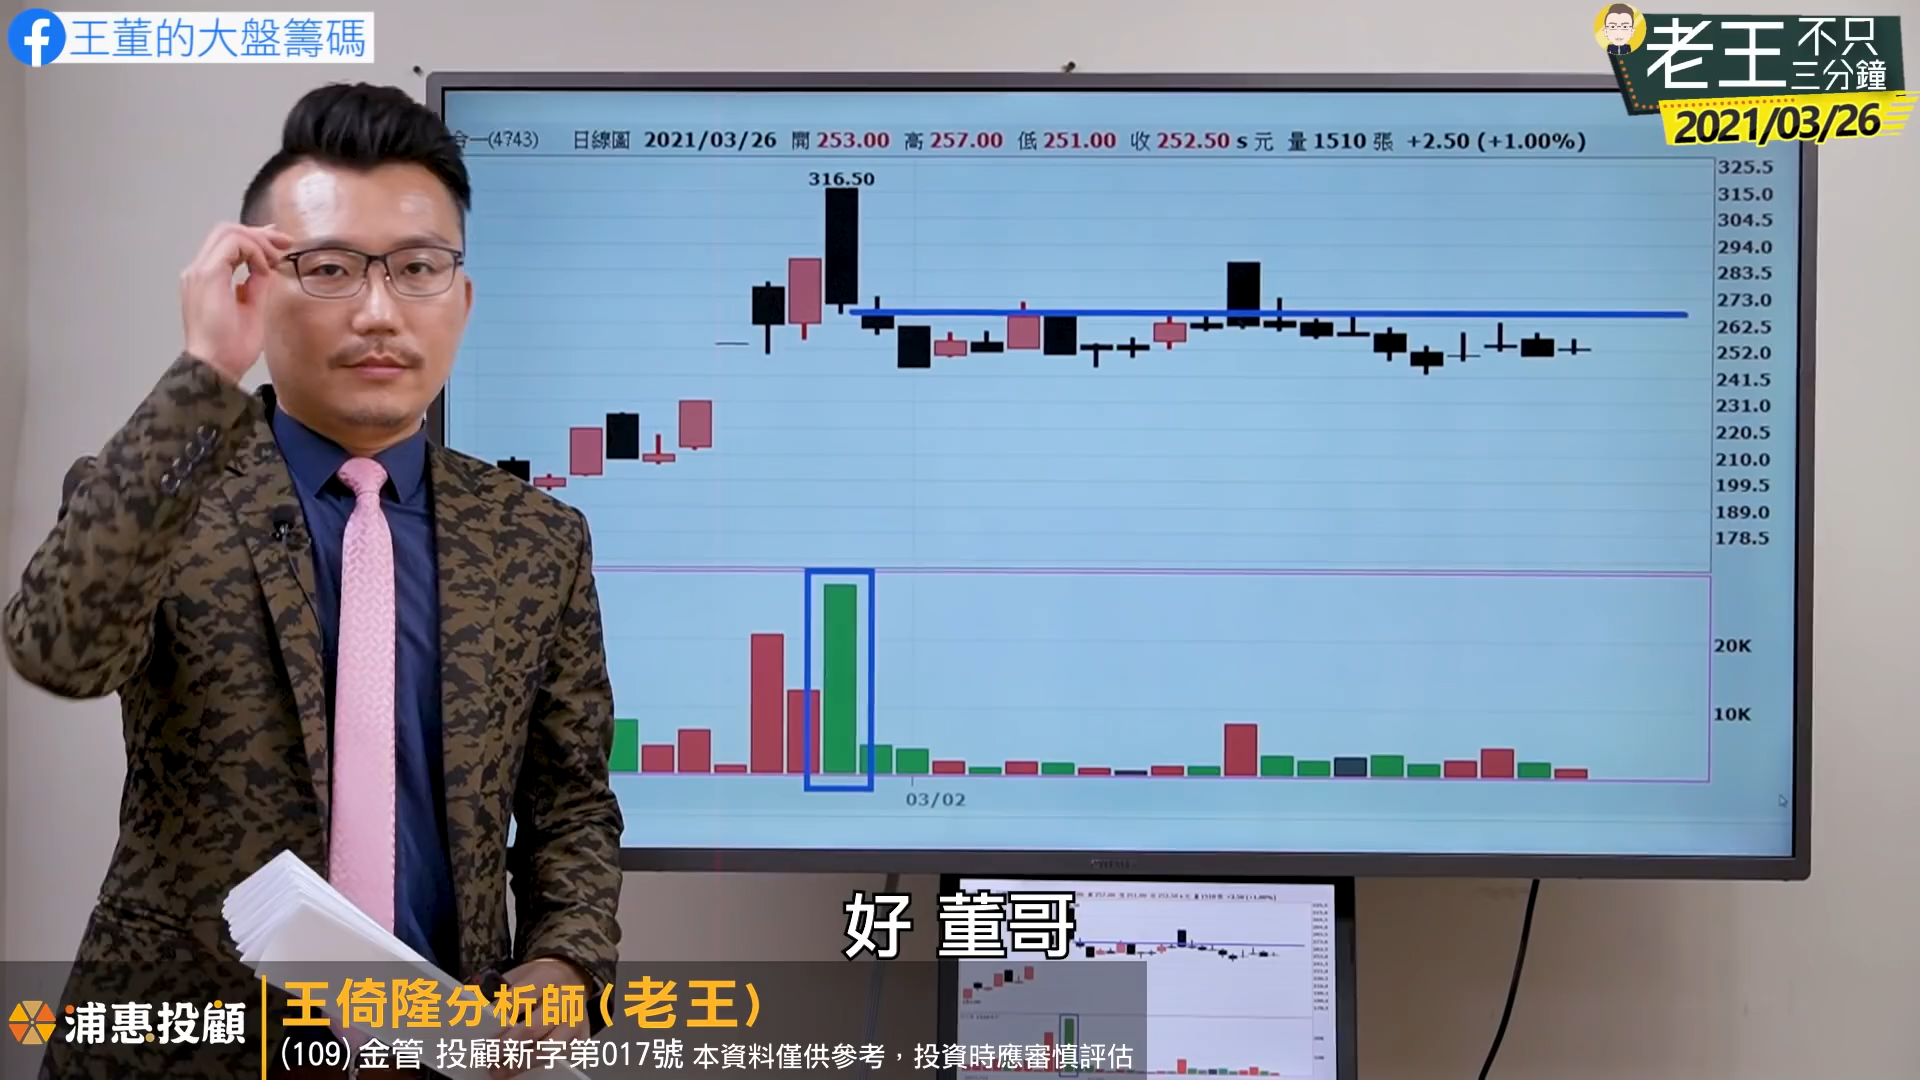 王董的大盤籌碼
老王 不只三分鐘
2021/03/26
合一(4743) 日線圖 2021/03/26 開 253.00 高 257.00 低 251.00 收 252.50 s 元 量 1510 張 +2.50 (+1.00%)
316.50
325.5
315.0
304.5
294.0
283.5
273.0
262.5
252.0
241.5
231.0
220.5
210.0
199.5
189.0
178.5
20K
10K
03/02
好 董哥
浦惠投顧
王倚隆分析師(老王)
(109)金管 投顧新字第017號 本資料僅供參考，投資時應審慎評估